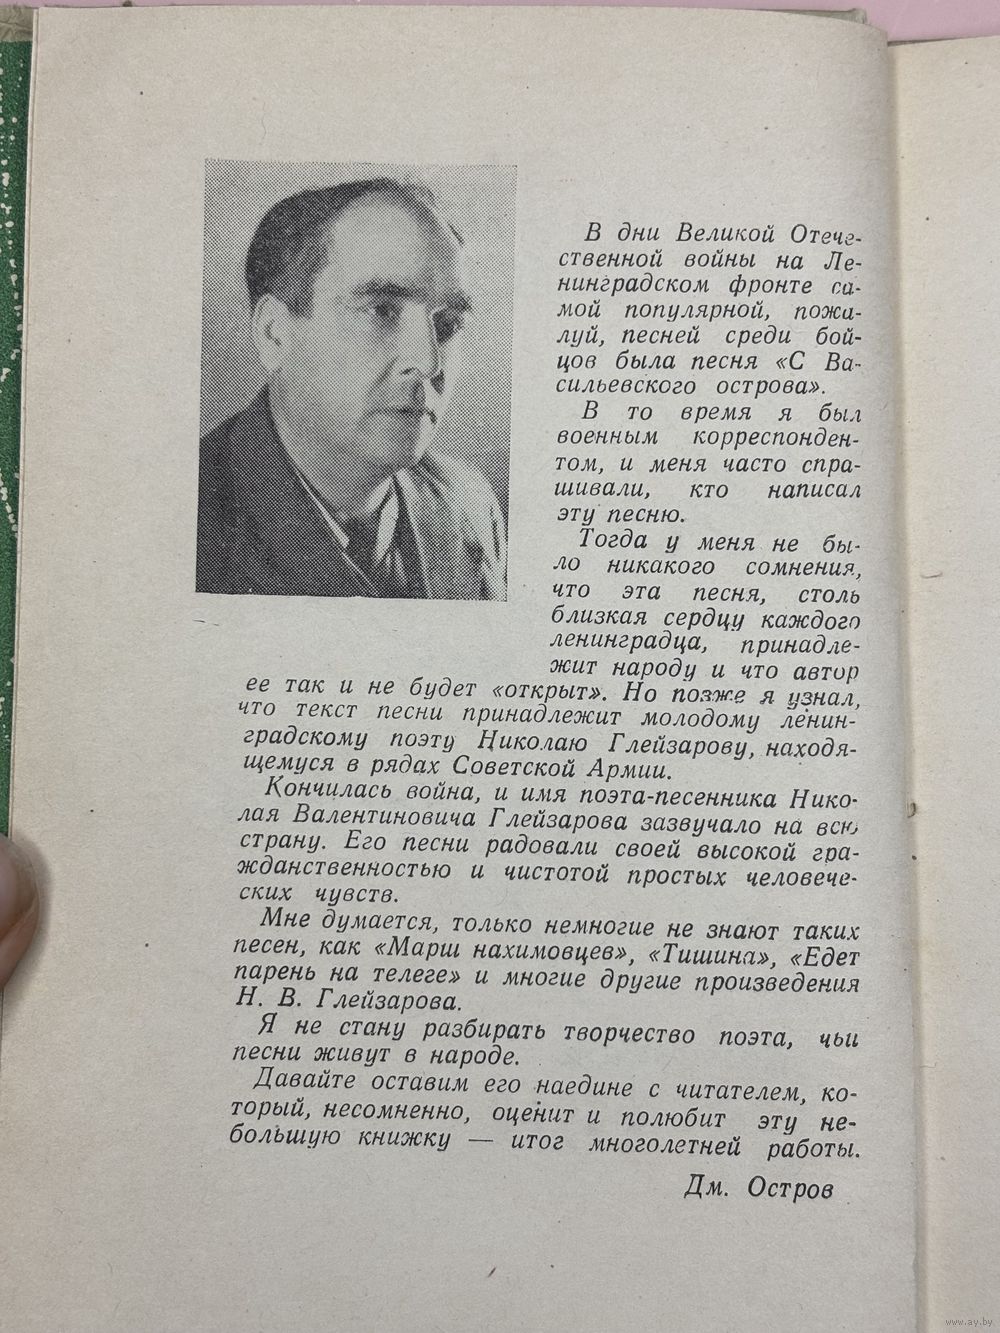 В дни Великой Отече-
ственной войны на Ле-
нинградском фронте са-
мой популярной, пожа-
луй, песней среди бой-
цов была песня «С Ва-
сильевского острова».
В то время я был
военным корреспонден-
том, и меня часто спра-
шивали, кто написал
эту песню.
Тогда у меня не бы-
ло никакого сомнения,
что эта песня, столь
близкая сердцу каждого
ленинградца, принадле-
жит народу и что автор
ее так и не будет «открыт». Но позже я узнал,
что текст песни принадлежит молодому ленин-
градскому поэту Николаю Глейзарову, находя-
щемуся в рядах Советской Армии.
Кончилась война, и имя поэта-песенника Нико-
лая Валентиновича Глейзарова зазвучало на всю
страну. Его песни радовали своей высокой гра-
жданственностью и чистотой простых человече-
ских чувств.
Мне думается, только немногие не знают таких
песен, как «Марш нахимовцев», «Тишина», «Едет
парень на телеге» и многие другие произведения
Н. В. Глейзарова.
Я не стану разбирать творчество поэта, чьи
песни живут в народе.
Давайте оставим его наедине с читателем, ко-
торый, несомненно, оценит и полюбит эту не-
большую книжку — итог многолетней работы.
Дм. Остров
www.ay.by